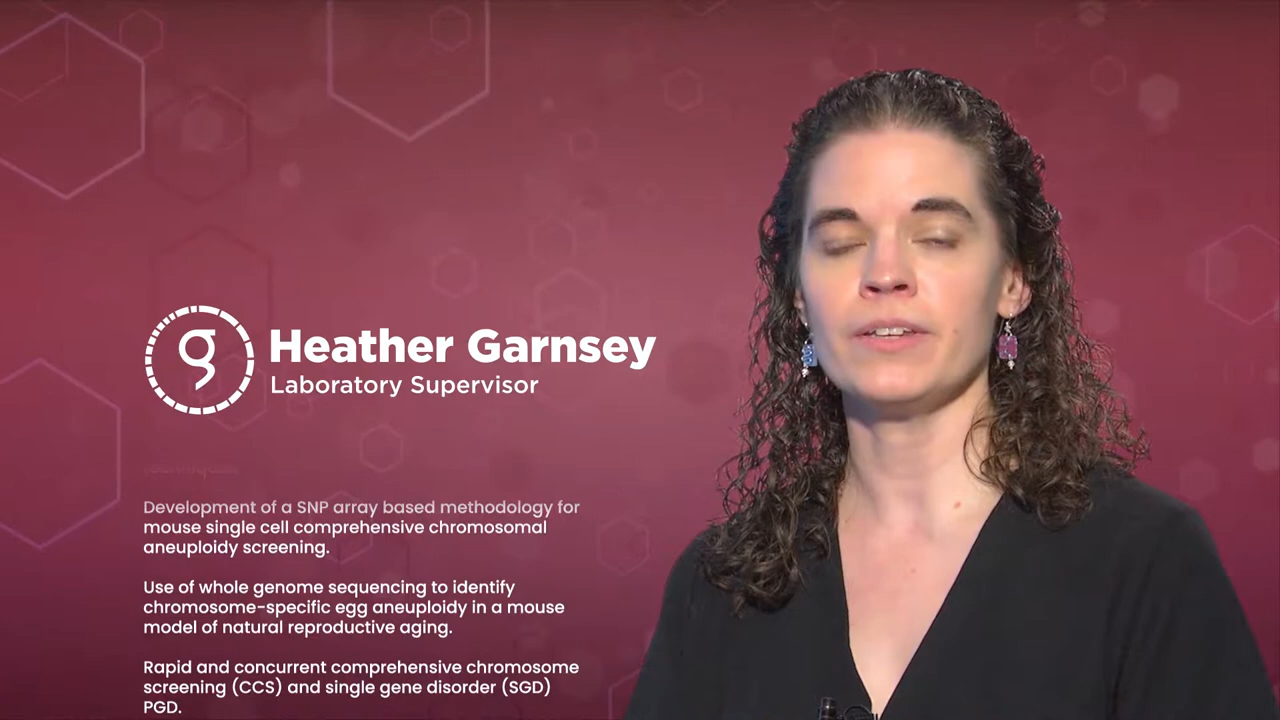 g
Heather Garnsey
Laboratory Supervisor
Development of a SNP array based methodology for
mouse single cell comprehensive chromosomal
aneuploidy screening.
Use of whole genome sequencing to identify
chromosome-specific egg aneuploidy in a mouse
model of natural reproductive aging.
Rapid and concurrent comprehensive chromosome
screening (CCS) and single gene disorder (SGD)
PGD.